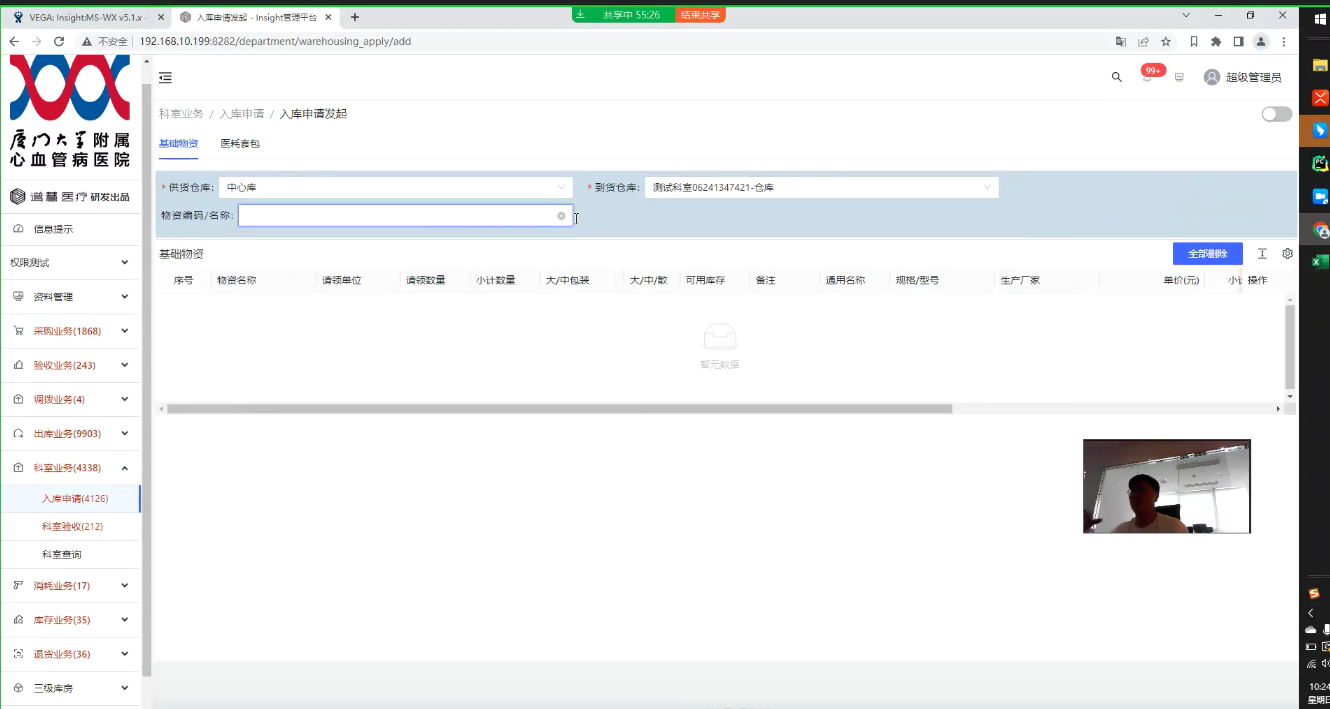 VEGA: Insight:MS-WX v5.1.x -
入库申请发起 - Insight管理平台
共享中 55:26
结束共享
不安全
192.168.10.199:8282/department/warehousing_apply/add
厦门大学附属
心血管病医院
普慧医疗 研发出品
信息提示
权限测试
资料管理
采购业务(1868)
验收业务(243)
调拨业务(4)
出库业务(9903)
科室业务(4338)
入库申请(4126)
科室验收(212)
科室查询
消耗业务(17)
库存业务(35)
退货业务(36)
三级库房
99+
超级管理员
科室业务 / 入库申请 / 入库申请发起
基础物资 医耗套包
* 供货仓库: 中心库
* 到货仓库: 测试科室06241347421-仓库
物资编码/名称:
基础物资
全部删除
序号 物资名称 请领单位 请领数量 小计数量 大/中包装 大/中/散 可用库存 备注 通用名称 规格/型号 生产厂家 单价(元) 操作
暂无数据
10:24